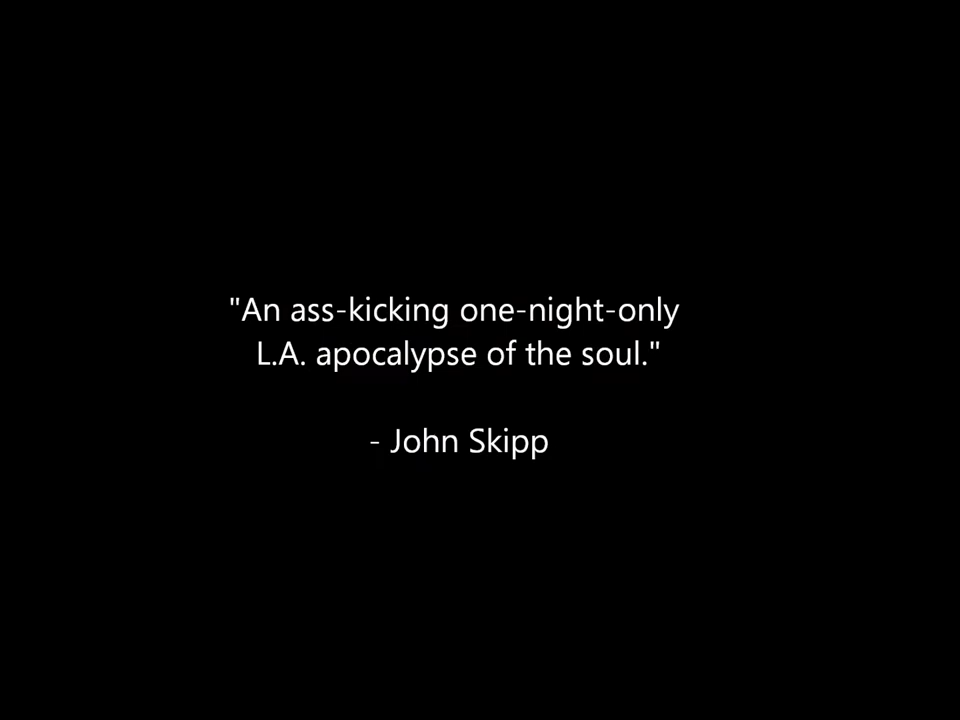 "An ass-kicking one-night-only
L.A. apocalypse of the soul."
- John Skipp